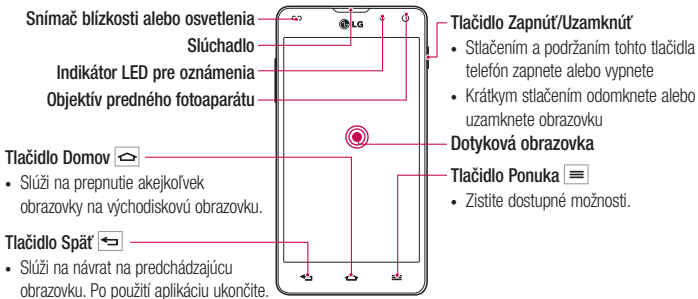 Snímač blízkosti alebo osvetlenia
Slúchadlo
Indikátor LED pre oznámenia
Objektív predného fotoaparátu
Tlačidlo Domov
• Slúži na prepnutie akejkoľvek
obrazovky na východiskovú obrazovku.
Tlačidlo Späť
• Slúži na návrat na predchádzajúcu
obrazovku. Po použití aplikáciu ukončite.
LG
Tlačidlo Zapnúť/Uzamknúť
• Stlačením a podržaním tohto tlačidla
telefón zapnete alebo vypnete
• Krátkym stlačením odomknete alebo
uzamknete obrazovku
Dotyková obrazovka
Tlačidlo Ponuka
• Zistite dostupné možnosti.